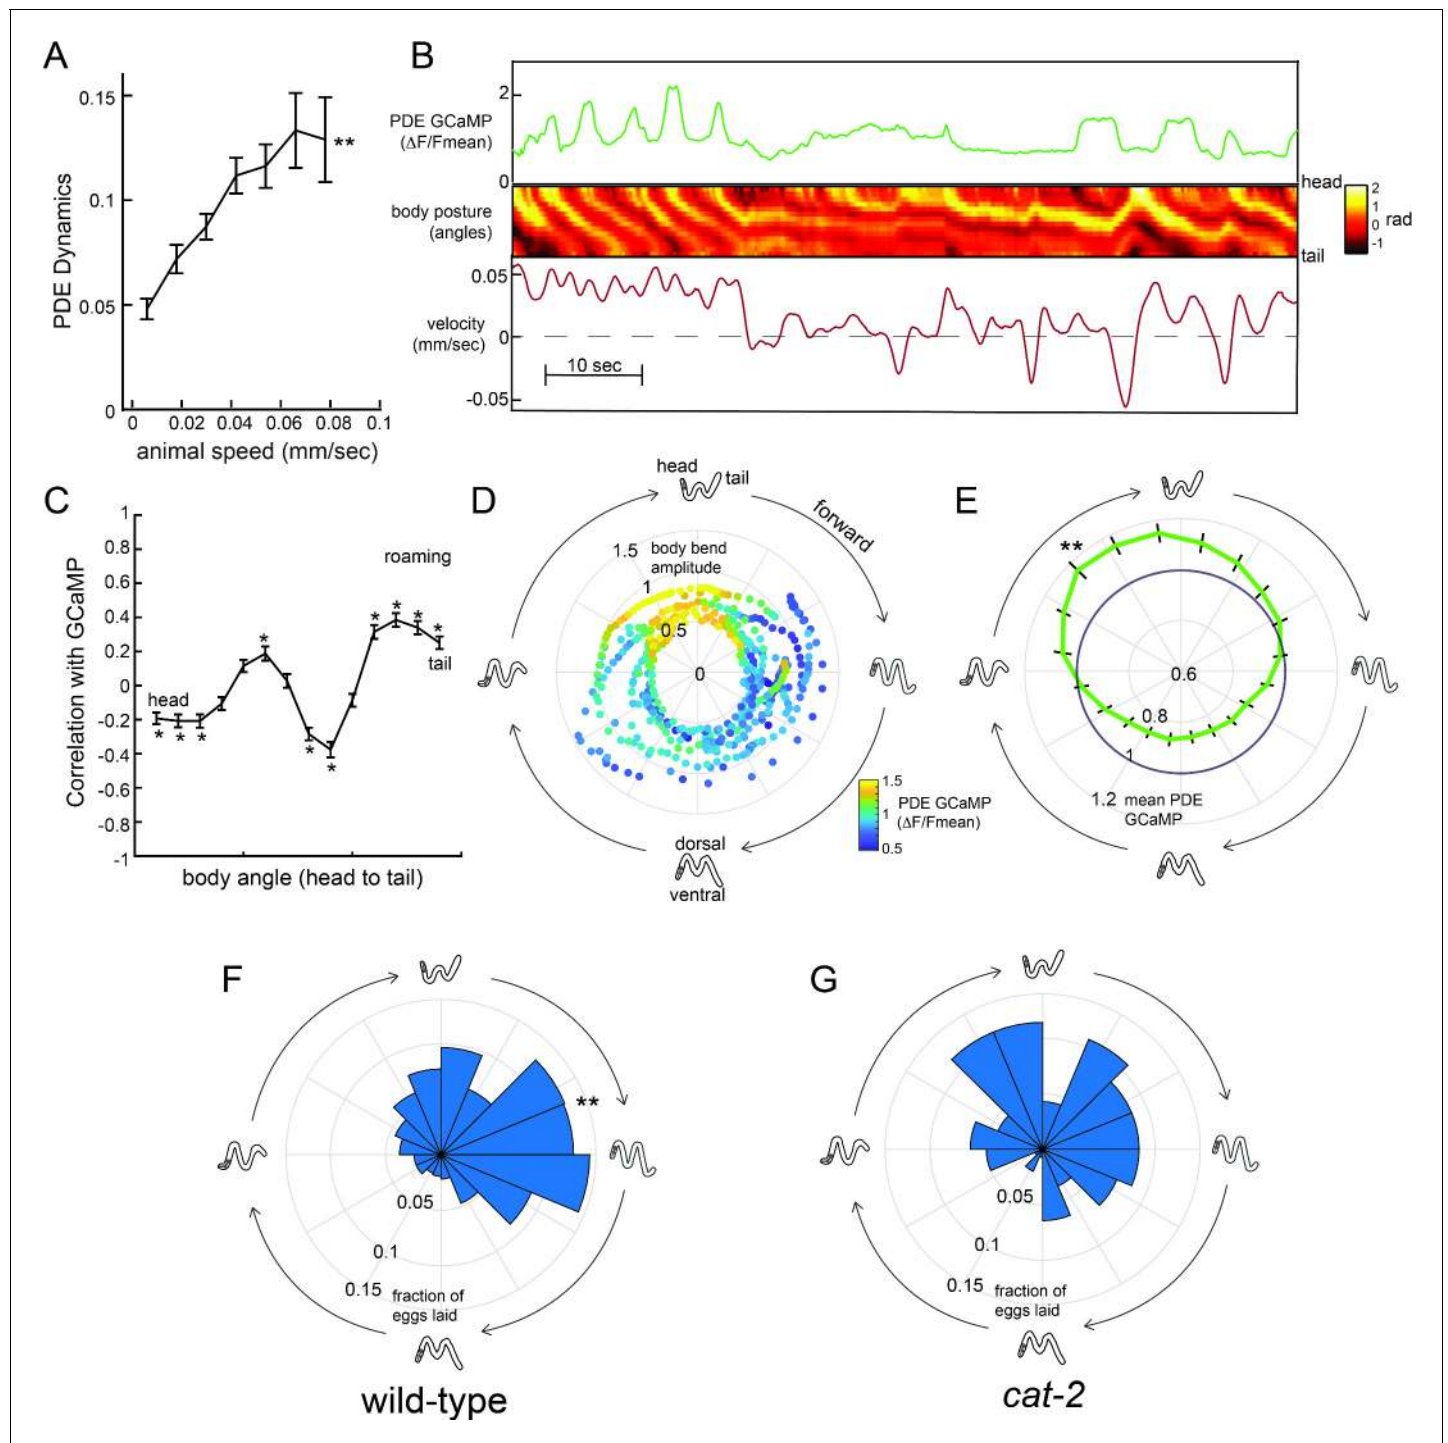 A
PDE Dynamics
0.15
0.1
0.05
0
**
0 0.02 0.04 0.06 0.08 0.1
animal speed (mm/sec)
B
PDE GCaMP
(ΔF/Fmean)
2
0
body posture
(angles)
head
tail
2
1
0
-1
rad
velocity
(mm/sec)
0.05
0
-0.05
10 sec
C
Correlation with GCaMP
1
0.8
0.6
0.4
0.2
0
-0.2
-0.4
-0.6
-0.8
-1
roaming
head
tail
* * * * * * * * * *
body angle (head to tail)
D
head
tail
forward
1.5
body bend
amplitude
1
0.5
0
1.5
1
0.5
PDE GCaMP
(ΔF/Fmean)
dorsal
ventral
E
**
0.6
0.8
1
1.2 mean PDE
GCaMP
F
**
0.05
0.1
0.15
fraction of
eggs laid
wild-type
G
0.05
0.1
0.15
fraction of
eggs laid
cat-2